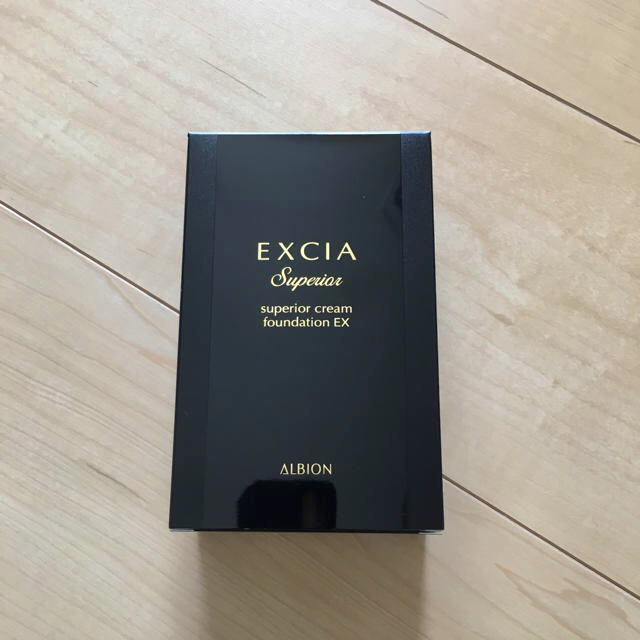 EXCIA
Superior
superior cream
foundation EX
ALBION